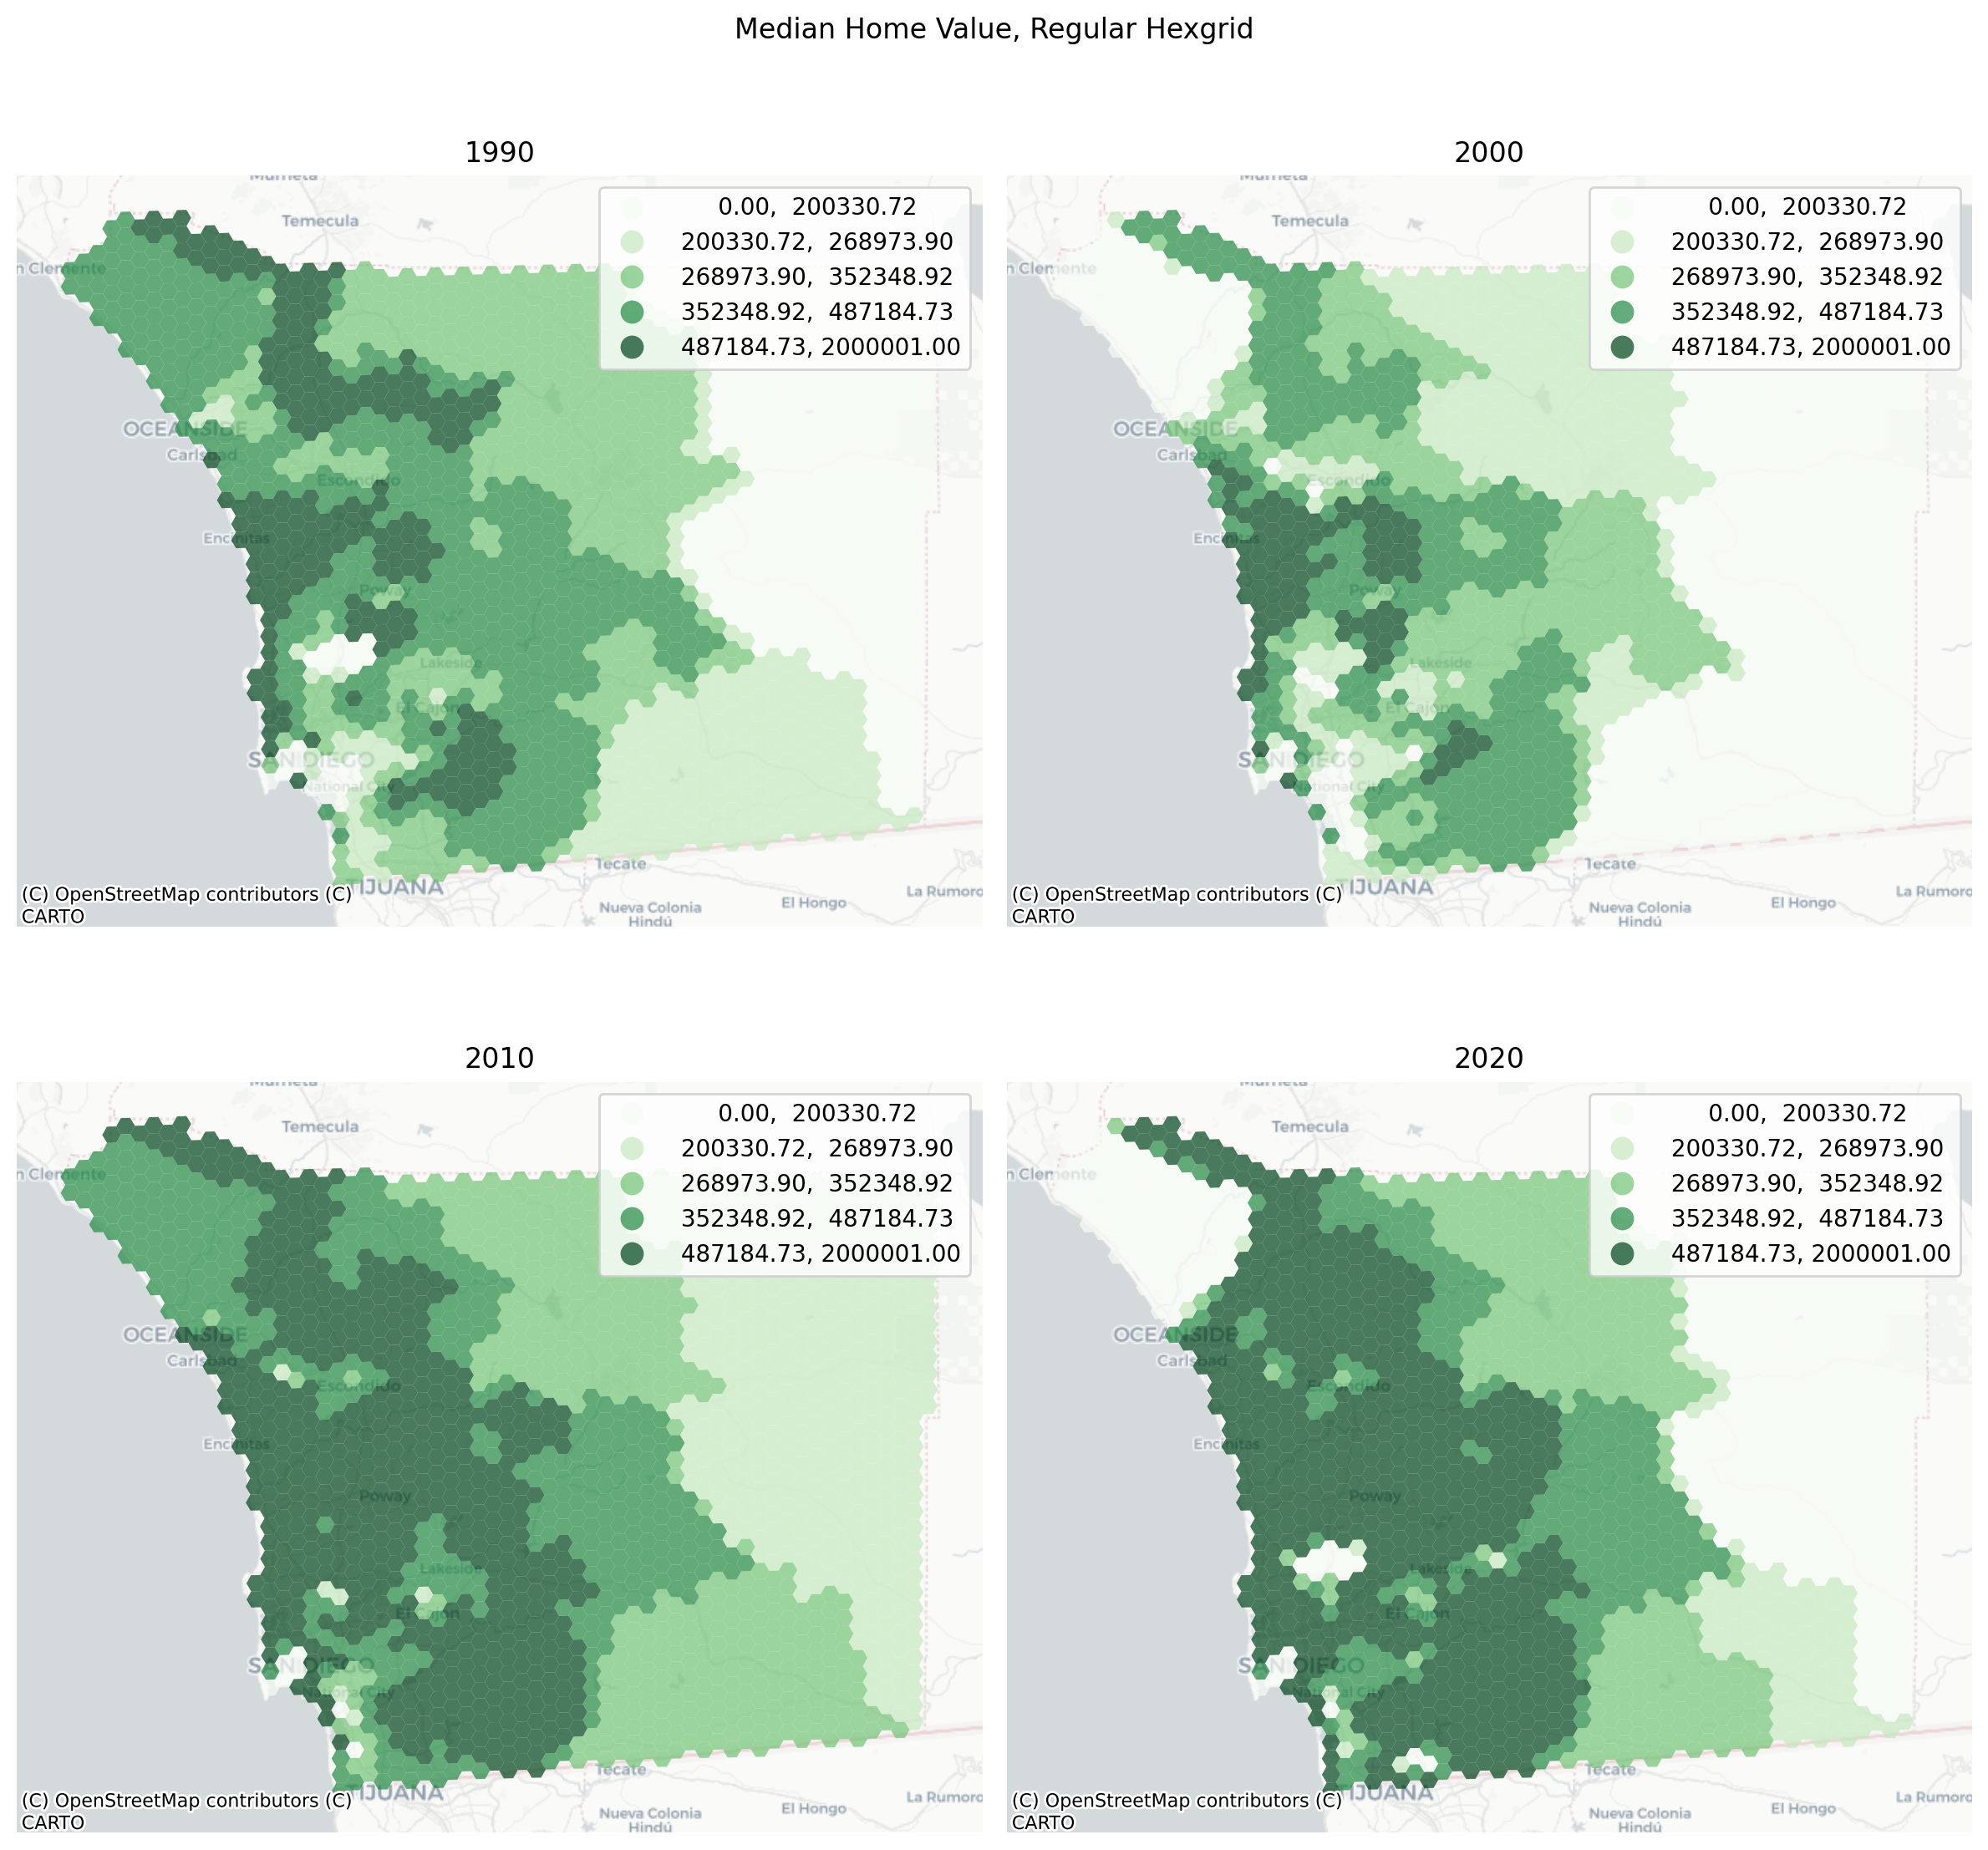 Median Home Value, Regular Hexgrid
1990
Murrieta
Temecula
n Clemente
OCEANSIDE
Carlsbad
Escondido
Encinitas
Poway
Lakeside
El Cajon
SAN DIEGO
National City
TIJUANA
Tecate
La Rumoro
Nueva Colonia
Hindú
El Hongo
0.00, 200330.72
200330.72, 268973.90
268973.90, 352348.92
352348.92, 487184.73
487184.73, 2000001.00
(C) OpenStreetMap contributors (C)
CARTO
2000
Murrieta
Temecula
n Clemente
OCEANSIDE
Carlsbad
Escondido
Encinitas
Poway
Lakeside
El Cajon
SAN DIEGO
National City
TIJUANA
Tecate
La Rumor
Nueva Colonia
Hindú
El Hongo
0.00, 200330.72
200330.72, 268973.90
268973.90, 352348.92
352348.92, 487184.73
487184.73, 2000001.00
(C) OpenStreetMap contributors (C)
CARTO
2010
Murrieta
Temecula
n Clemente
OCEANSIDE
Carlsbad
Escondido
Encinitas
Poway
Lakeside
El Cajon
SAN DIEGO
National City
TIJUANA
Tecate
La Rumoro
Nueva Colonia
Hindú
El Hongo
0.00, 200330.72
200330.72, 268973.90
268973.90, 352348.92
352348.92, 487184.73
487184.73, 2000001.00
(C) OpenStreetMap contributors (C)
CARTO
2020
Murrieta
Temecula
n Clemente
OCEANSIDE
Carlsbad
Escondido
Encinitas
Poway
Lakeside
El Cajon
SAN DIEGO
National City
TIJUANA
Tecate
La Rumor
Nueva Colonia
Hindú
El Hongo
0.00, 200330.72
200330.72, 268973.90
268973.90, 352348.92
352348.92, 487184.73
487184.73, 2000001.00
(C) OpenStreetMap contributors (C)
CARTO